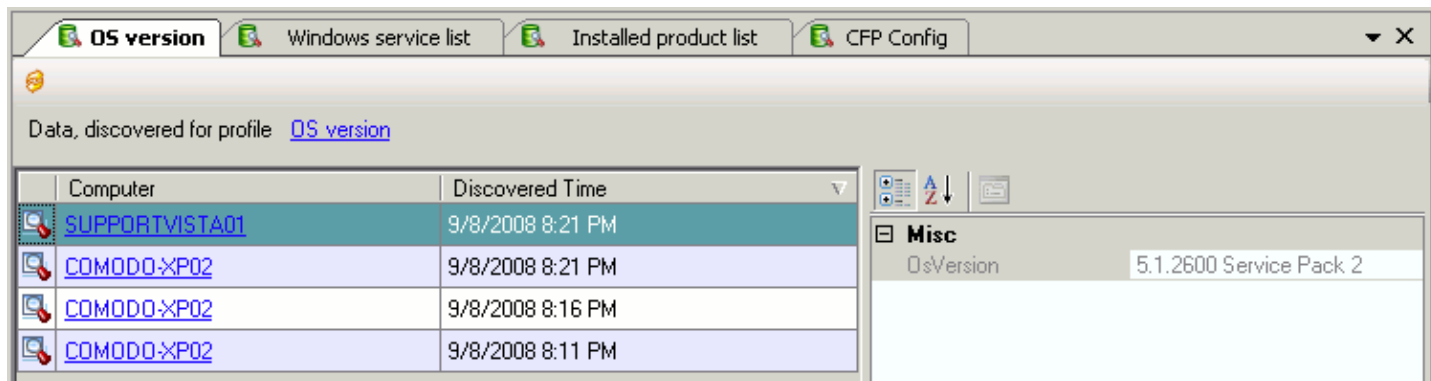 OS version Windows service list Installed product list CFP Config
Data, discovered for profile OS version
Computer Discovered Time
SUPPORTVISTA01 9/8/2008 8:21 PM
COMODO-XP02 9/8/2008 8:21 PM
COMODO-XP02 9/8/2008 8:16 PM
COMODO-XP02 9/8/2008 8:11 PM
A Z
Misc
OsVersion 5.1.2600 Service Pack 2